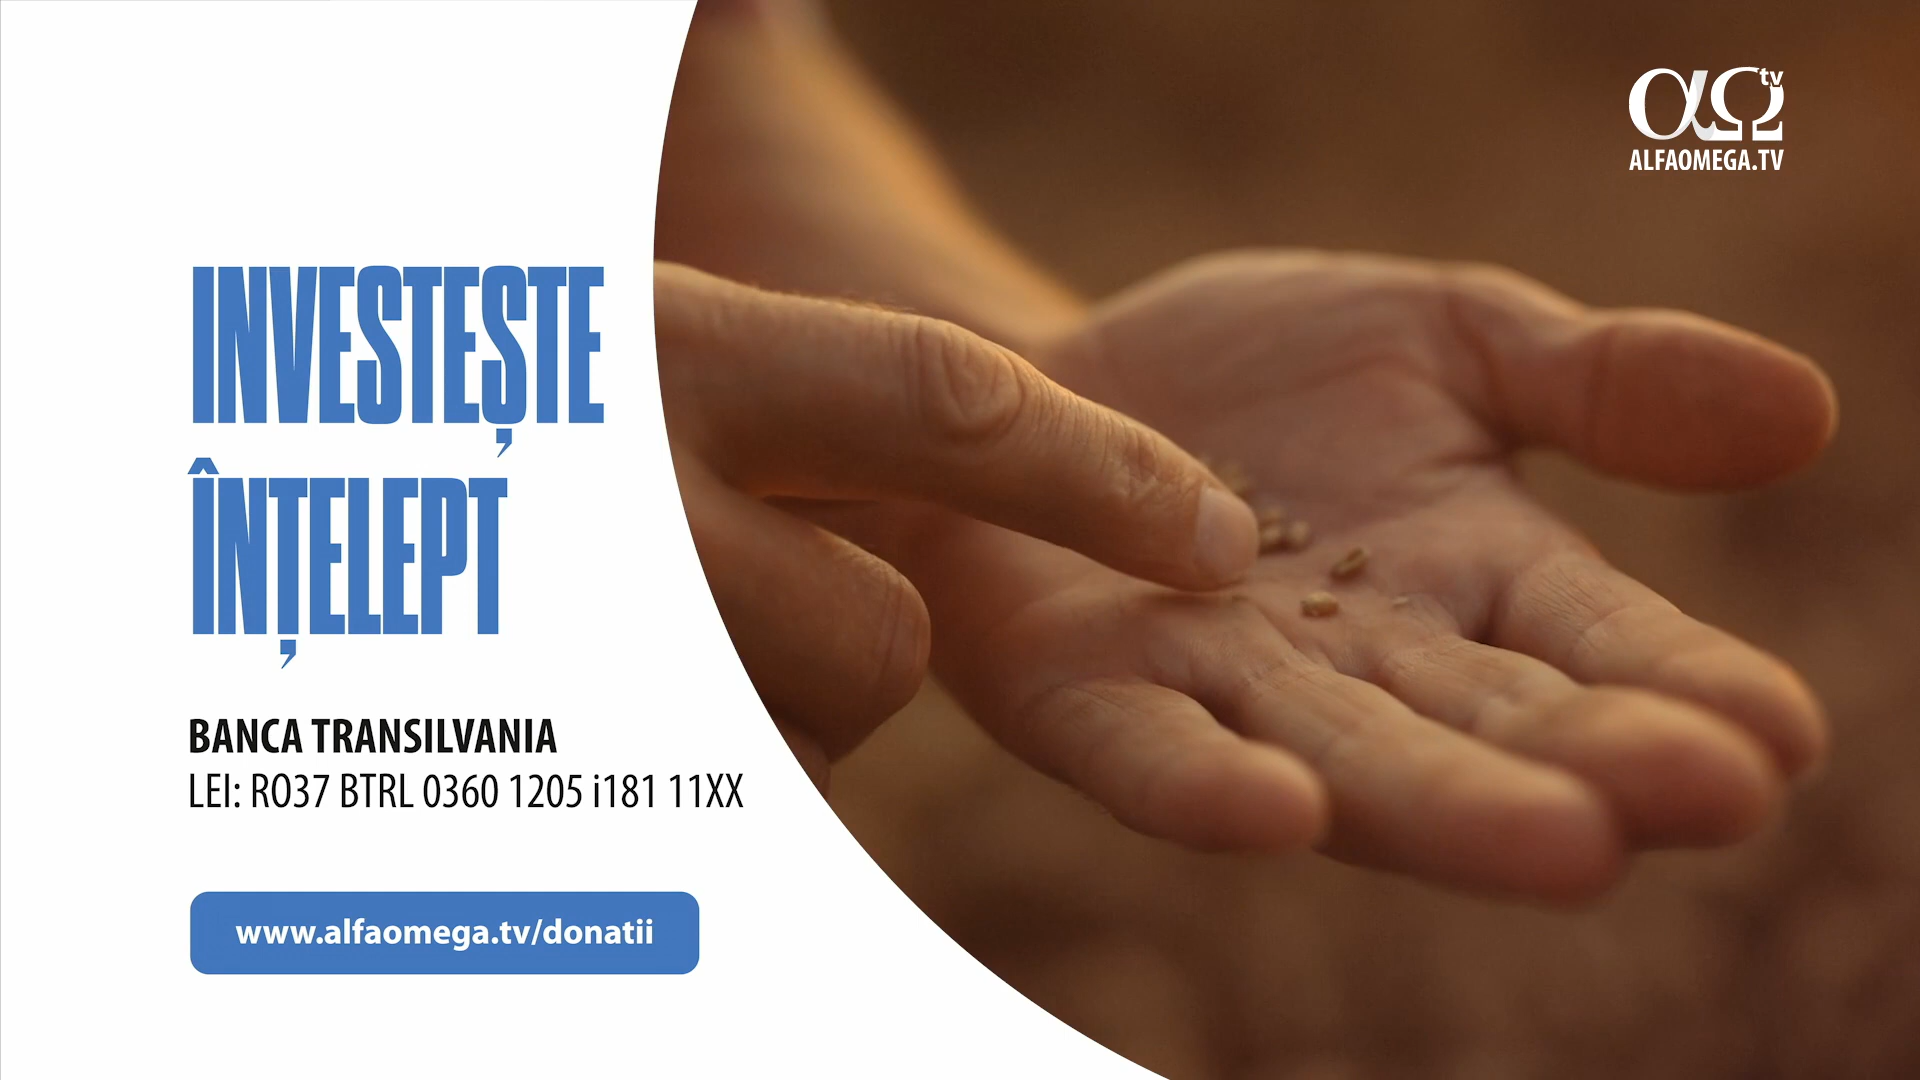 INVESTEȘTE
ÎNȚELEPT
BANCA TRANSILVANIA
LEI: RO37 BTRL 0360 1205 i181 11XX
www.alfaomega.tv/donatii
αΩ tv
ALFAOMEGA.TV